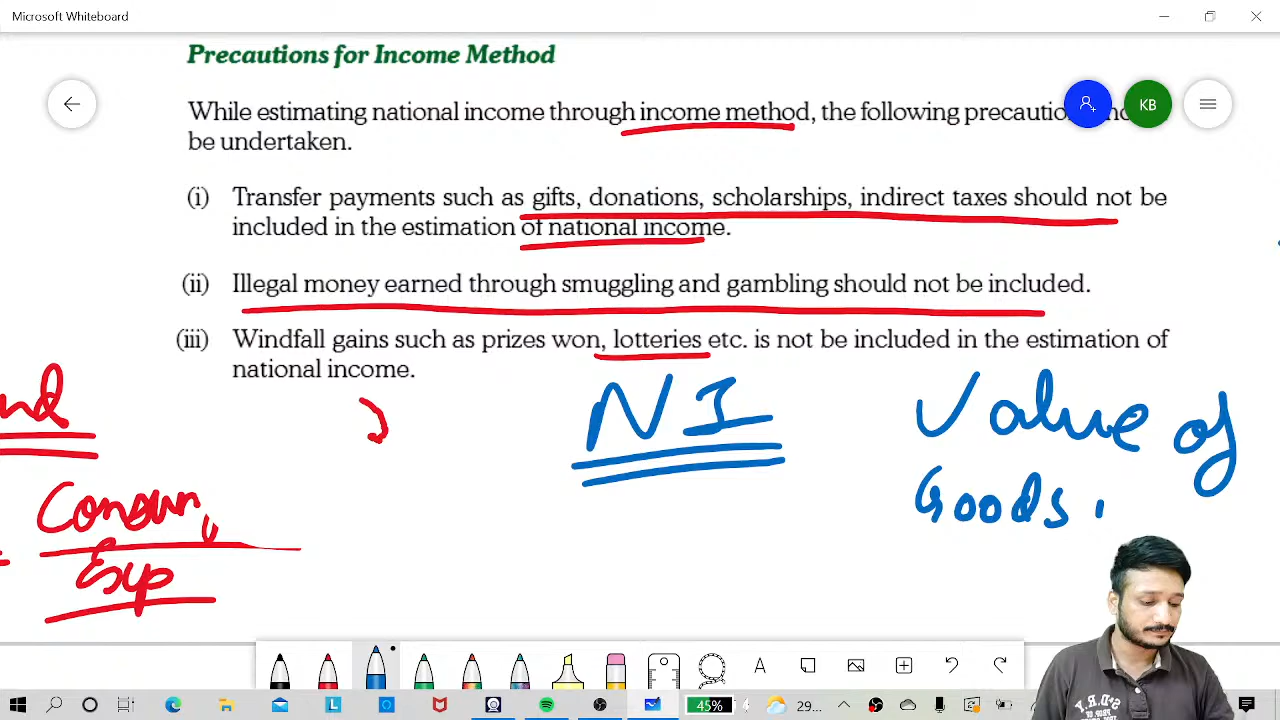 Microsoft Whiteboard
Precautions for Income Method
KB
While estimating national income through income method, the following
be undertaken.
(i) Transfer payments such as gifts, donations, scholarships, indirect taxes should not be
included in the estimation of national income.
(ii) Illegal money earned through smuggling and gambling should not be included.
(iii) Windfall gains such as prizes won, lotteries etc. is not be included in the estimation of
national income.
NI
Value of
Goods
Exp
45%
29...